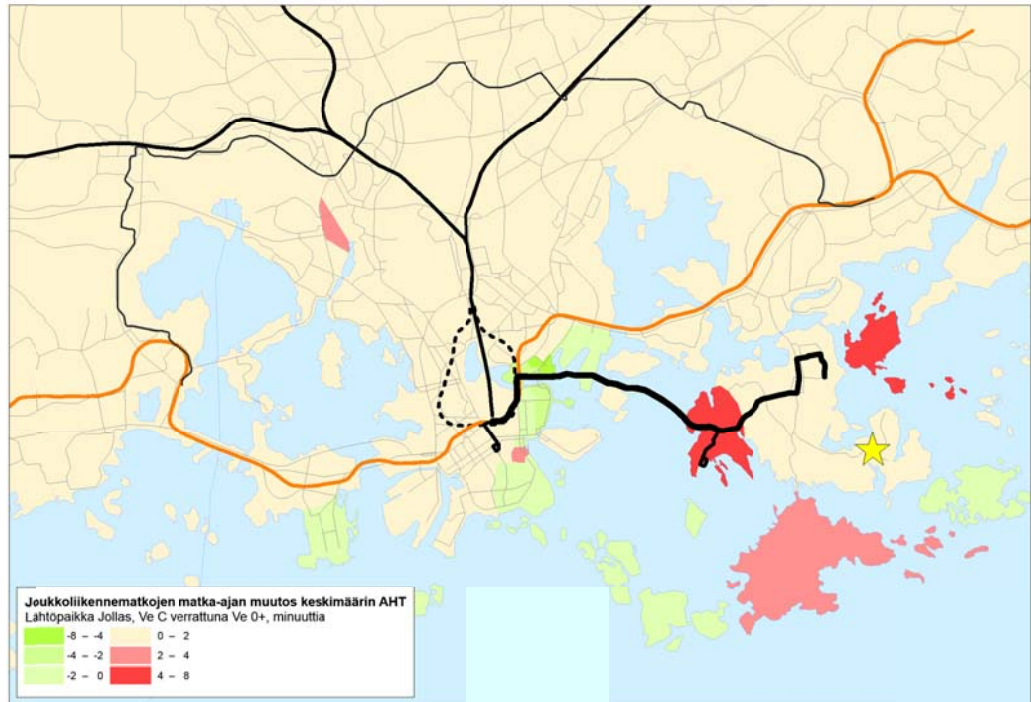 Joukkoliikennematkojen matka-ajan muutos keskimäärin AHT
Lähtöpaikka Jollas, Ve C verrattuna Ve 0+, minuuttia
-8 – -4 0 – 2
-4 – -2 2 – 4
-2 – 0 4 – 8